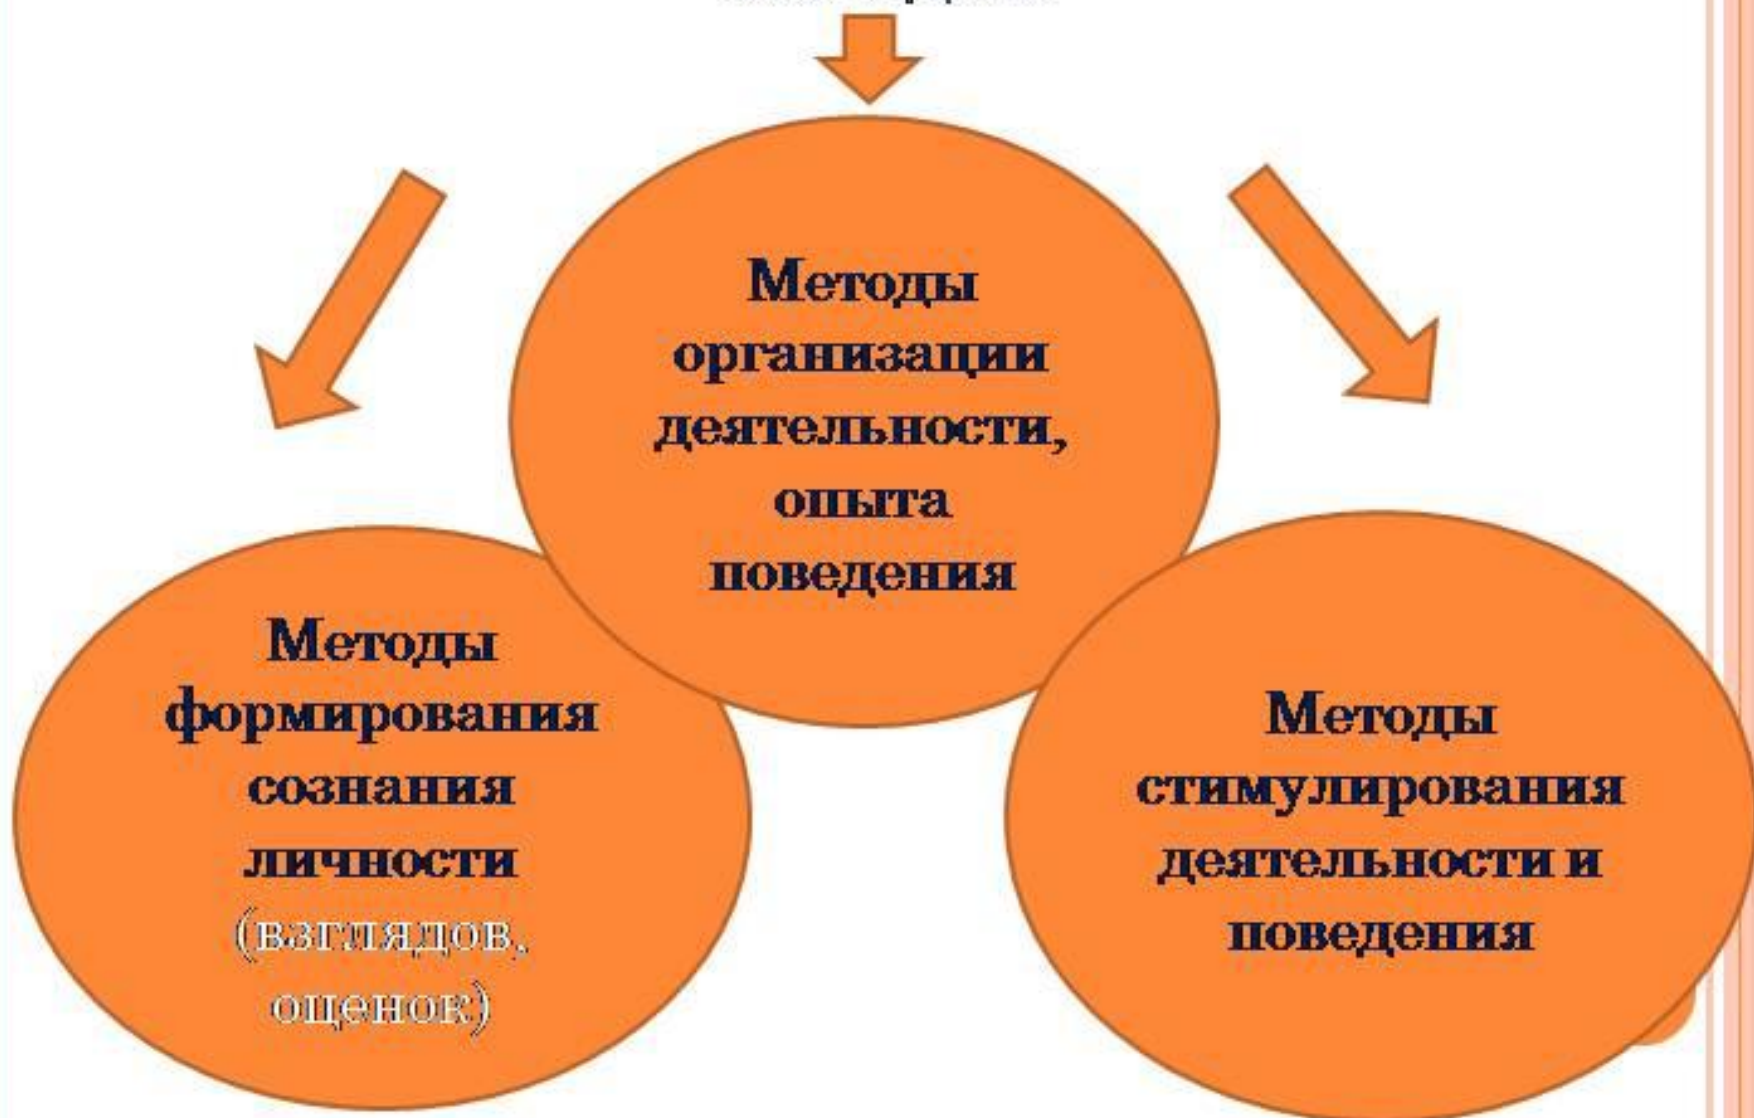 Методы
организации
деятельности,
опыта
поведения
Методы
формирования
сознания
личности
(взглядов,
оценок)
Методы
стимулирования
деятельности и
поведения